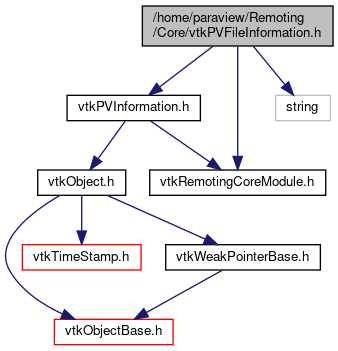 /home/paraview/Remoting
/Core/vtkPVFileInformation.h
vtkPVInformation.h
string
vtkObject.h
vtkRemotingCoreModule.h
vtkTimeStamp.h
vtkWeakPointerBase.h
vtkObjectBase.h